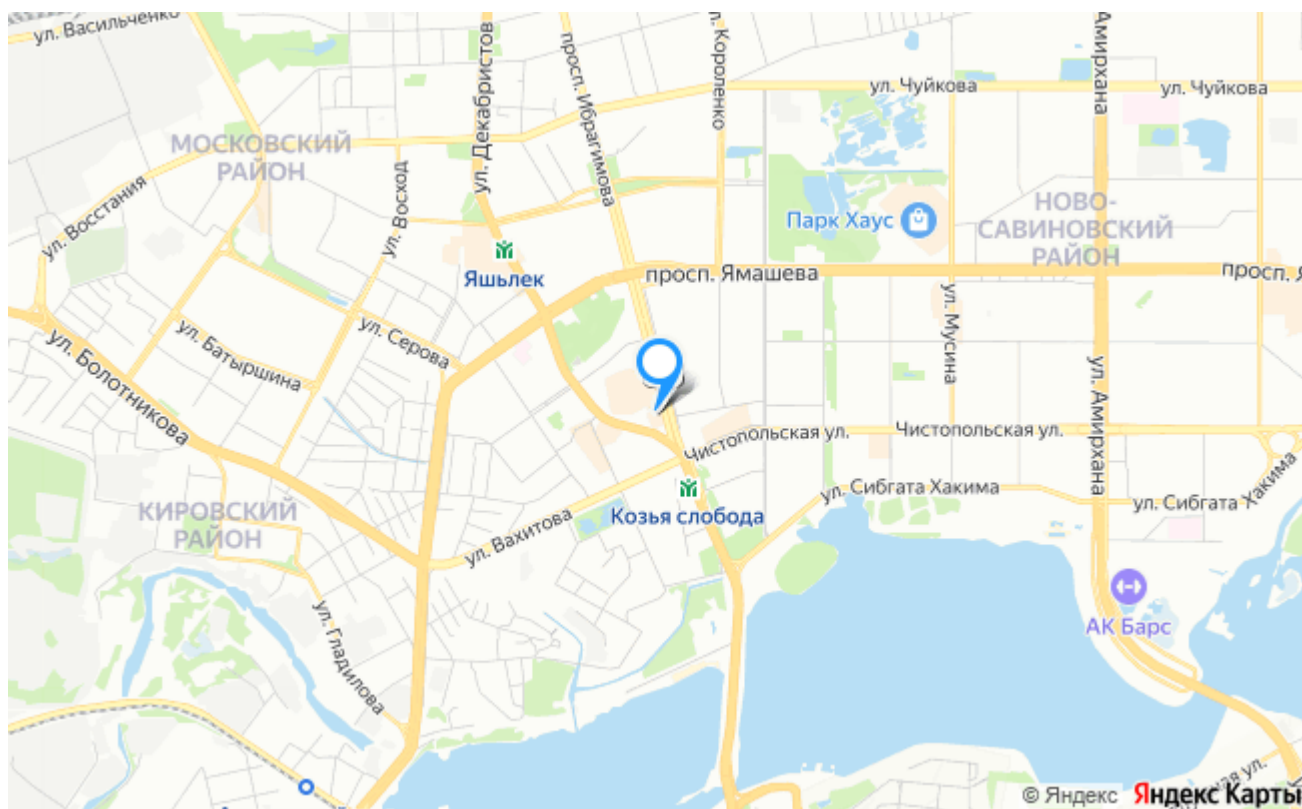 ул. Васильченко
ул. Декабристов
просп. Ибрагимова
ул. Короленко
Амирхана
ул. Чуйкова
ул. Чуйкова
МОСКОВСКИЙ
РАЙОН
ул. Восстания
ул. Восход
Парк Хаус
НОВО-
САВИНОВСКИЙ
РАЙОН
Яшьлек
просп. Ямашева
просп. Я
ул. Мусина
ул. Серова
ул. Батыршина
ул. Болотникова
ул. Амирхана
Чистопольская ул.
Чистопольская ул.
ул. Сибгата Хакима
ул. Сибгата Хакима
Козья слобода
КИРОВСКИЙ
РАЙОН
ул. Вахитова
ул. Гладилова
АК Барс
ная ул.
© Яндекс Яндекс Карты